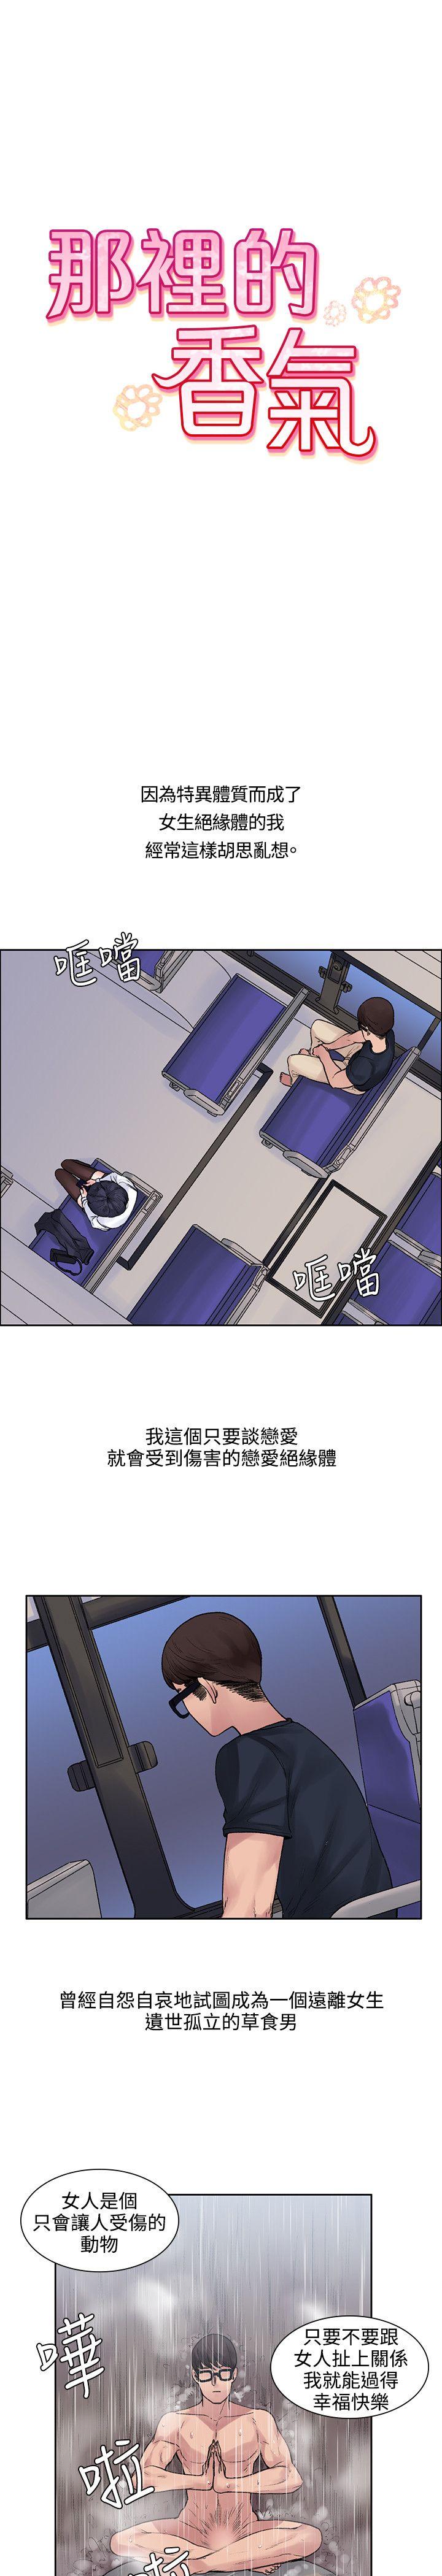 那裡的
香氣
因為特異體質而成了
女生絕緣體的我
經常這樣胡思亂想。
哐噹
哐噹
我這個只要談戀愛
就會受到傷害的戀愛絕緣體
曾經自怨自哀地試圖成為一個遠離女生
遺世孤立的草食男
女人是個
只會讓人受傷的
動物
嘩
只要不要跟
女人扯上關係
我就能過得
幸福快樂
啦
啦